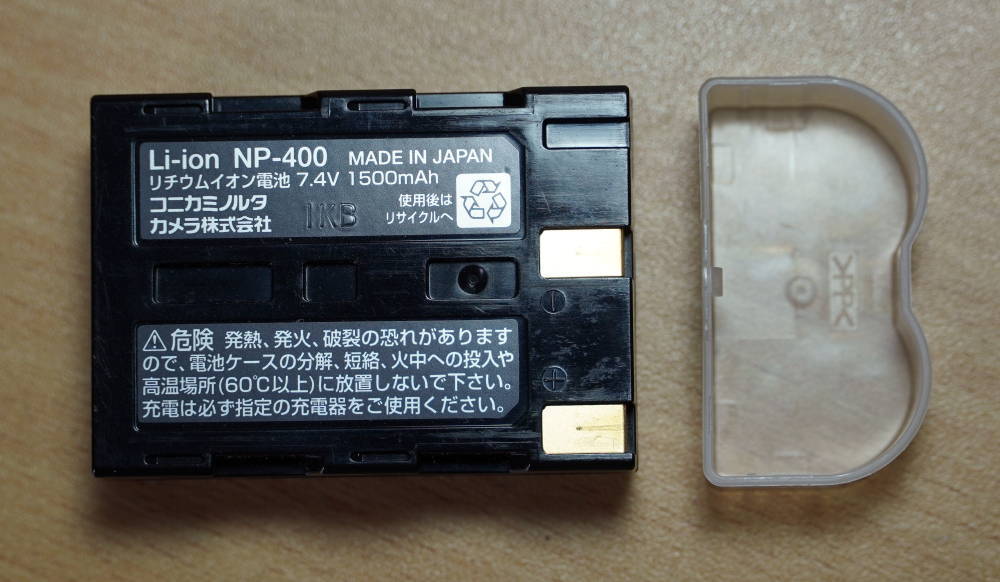 Li-ion NP-400 MADE IN JAPAN
リチウムイオン電池 7.4V 1500mAh
コニカミノルタ
カメラ株式会社
1KB
使用後は
リサイクルへ
⚠危険 発熱、発火、破裂の恐れがあります
ので、電池ケースの分解、短絡、火中への投入や
高温場所(60℃以上)に放置しないで下さい。
充電は必ず指定の充電器をご使用ください。
⊖
⊕
>PP<